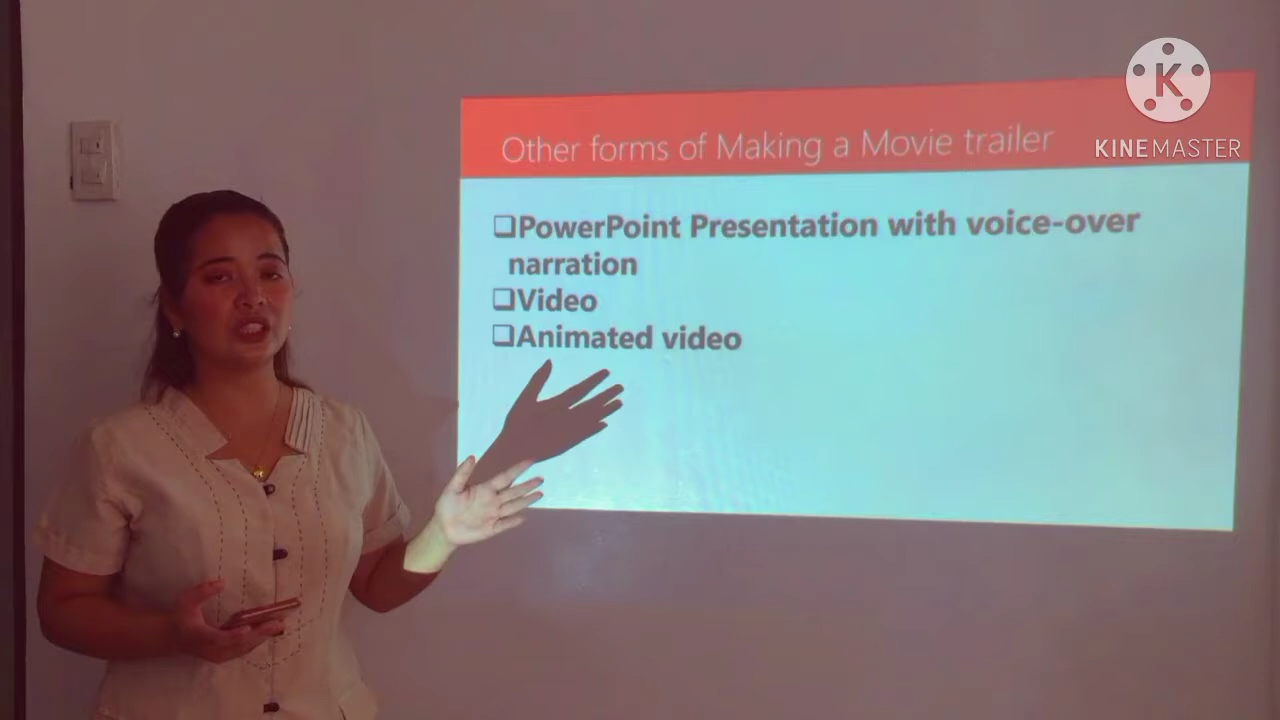 Other forms of Making a Movie trailer
K
KINEMASTER
❑PowerPoint Presentation with voice-over
narration
❑Video
❑Animated video